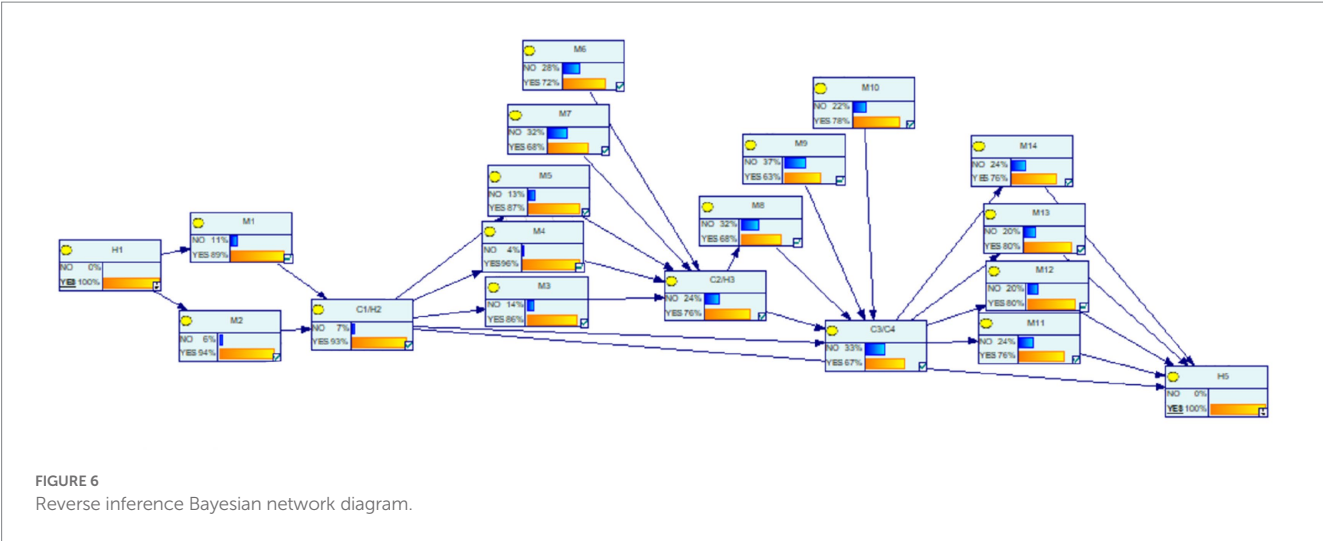 M6
NO 28%
YES 72%
M7
NO 32%
YES 68%
M5
NO 13%
YES 87%
M4
NO 4%
YES 96%
M3
NO 14%
YES 86%
M10
NO 22%
YES 78%
M9
NO 37%
YES 63%
M8
NO 32%
YES 68%
M14
NO 24%
YES 76%
M13
NO 20%
YES 80%
M12
NO 20%
YES 80%
M11
NO 24%
YES 76%
M1
NO 11%
YES 89%
H1
NO 0%
YES 100%
M2
NO 6%
YES 94%
C1/H2
NO 7%
YES 93%
C2/H3
NO 24%
YES 76%
C3/C4
NO 33%
YES 67%
H5
NO 0%
YES 100%
FIGURE 6
Reverse inference Bayesian network diagram.